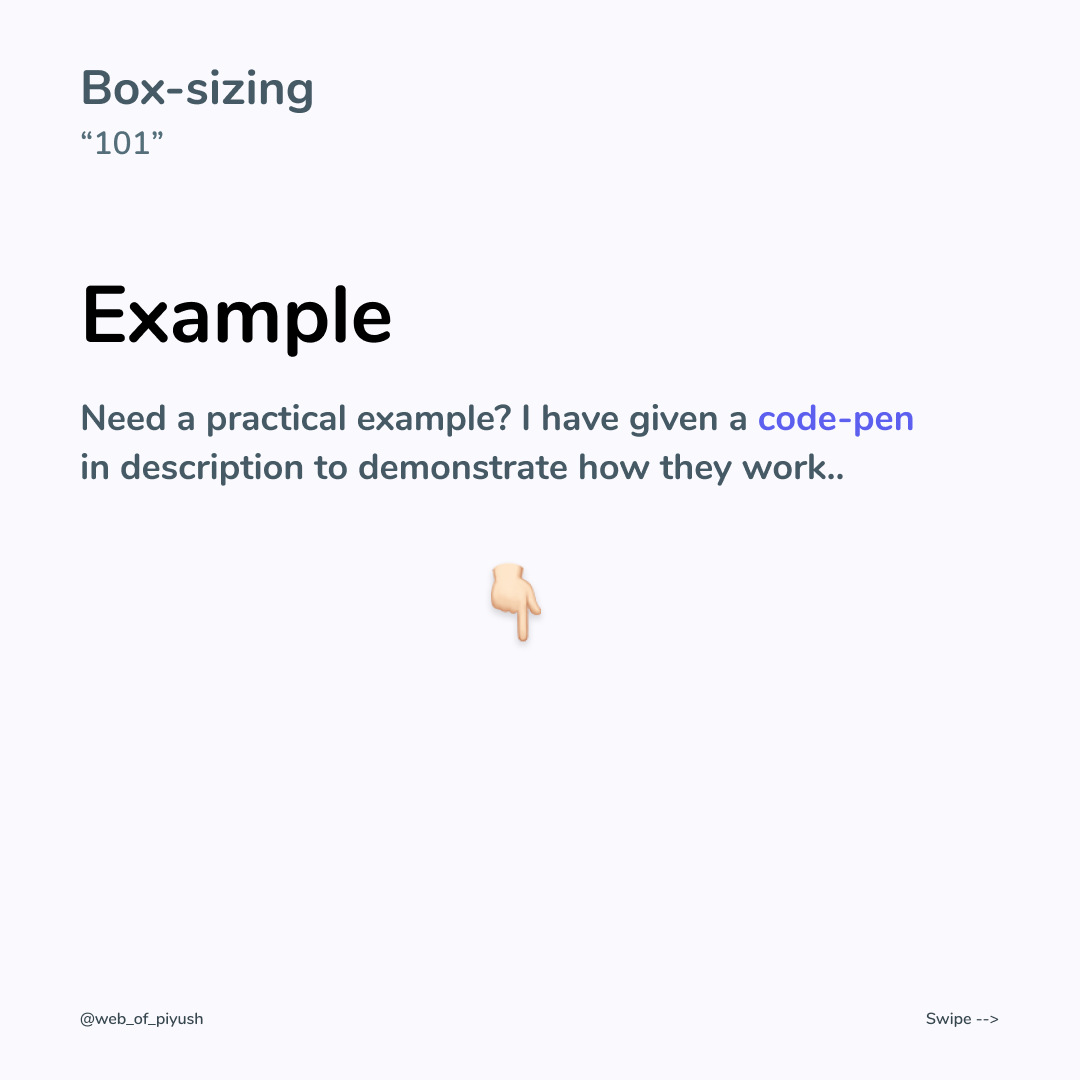 Box-sizing
“101”
Example
Need a practical example? I have given a code-pen
in description to demonstrate how they work..
@web_of_piyush
Swipe -->